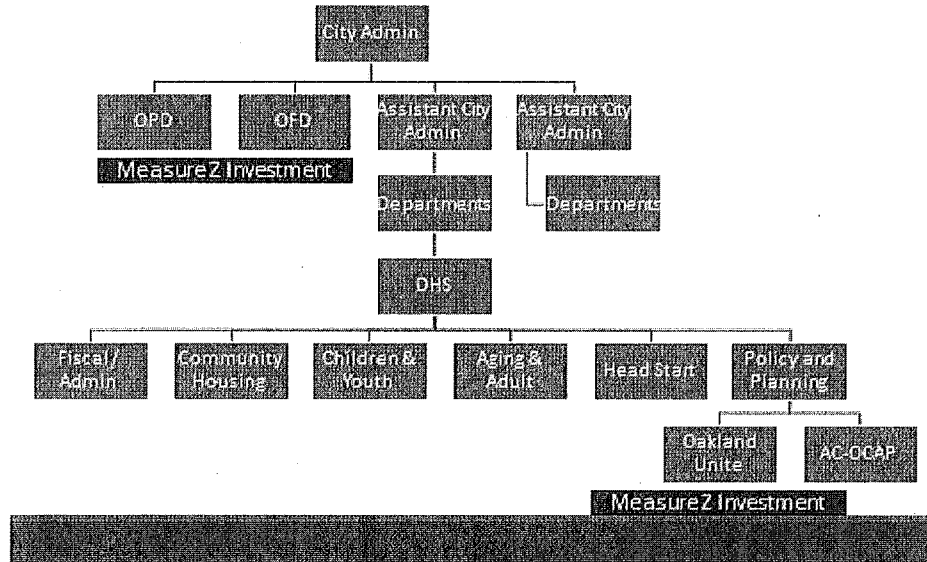 City Admin
OPD
OFD
Assistant City
Admin
Assistant City
Admin
Measure Z Investment
Departments
Departments
DHS
Fiscal /
Admin
Community
Housing
Children &
Youth
Aging &
Adult
Head Start
Policy and
Planning
Oakland
Unite
AC-OCAP
Measure Z Investment